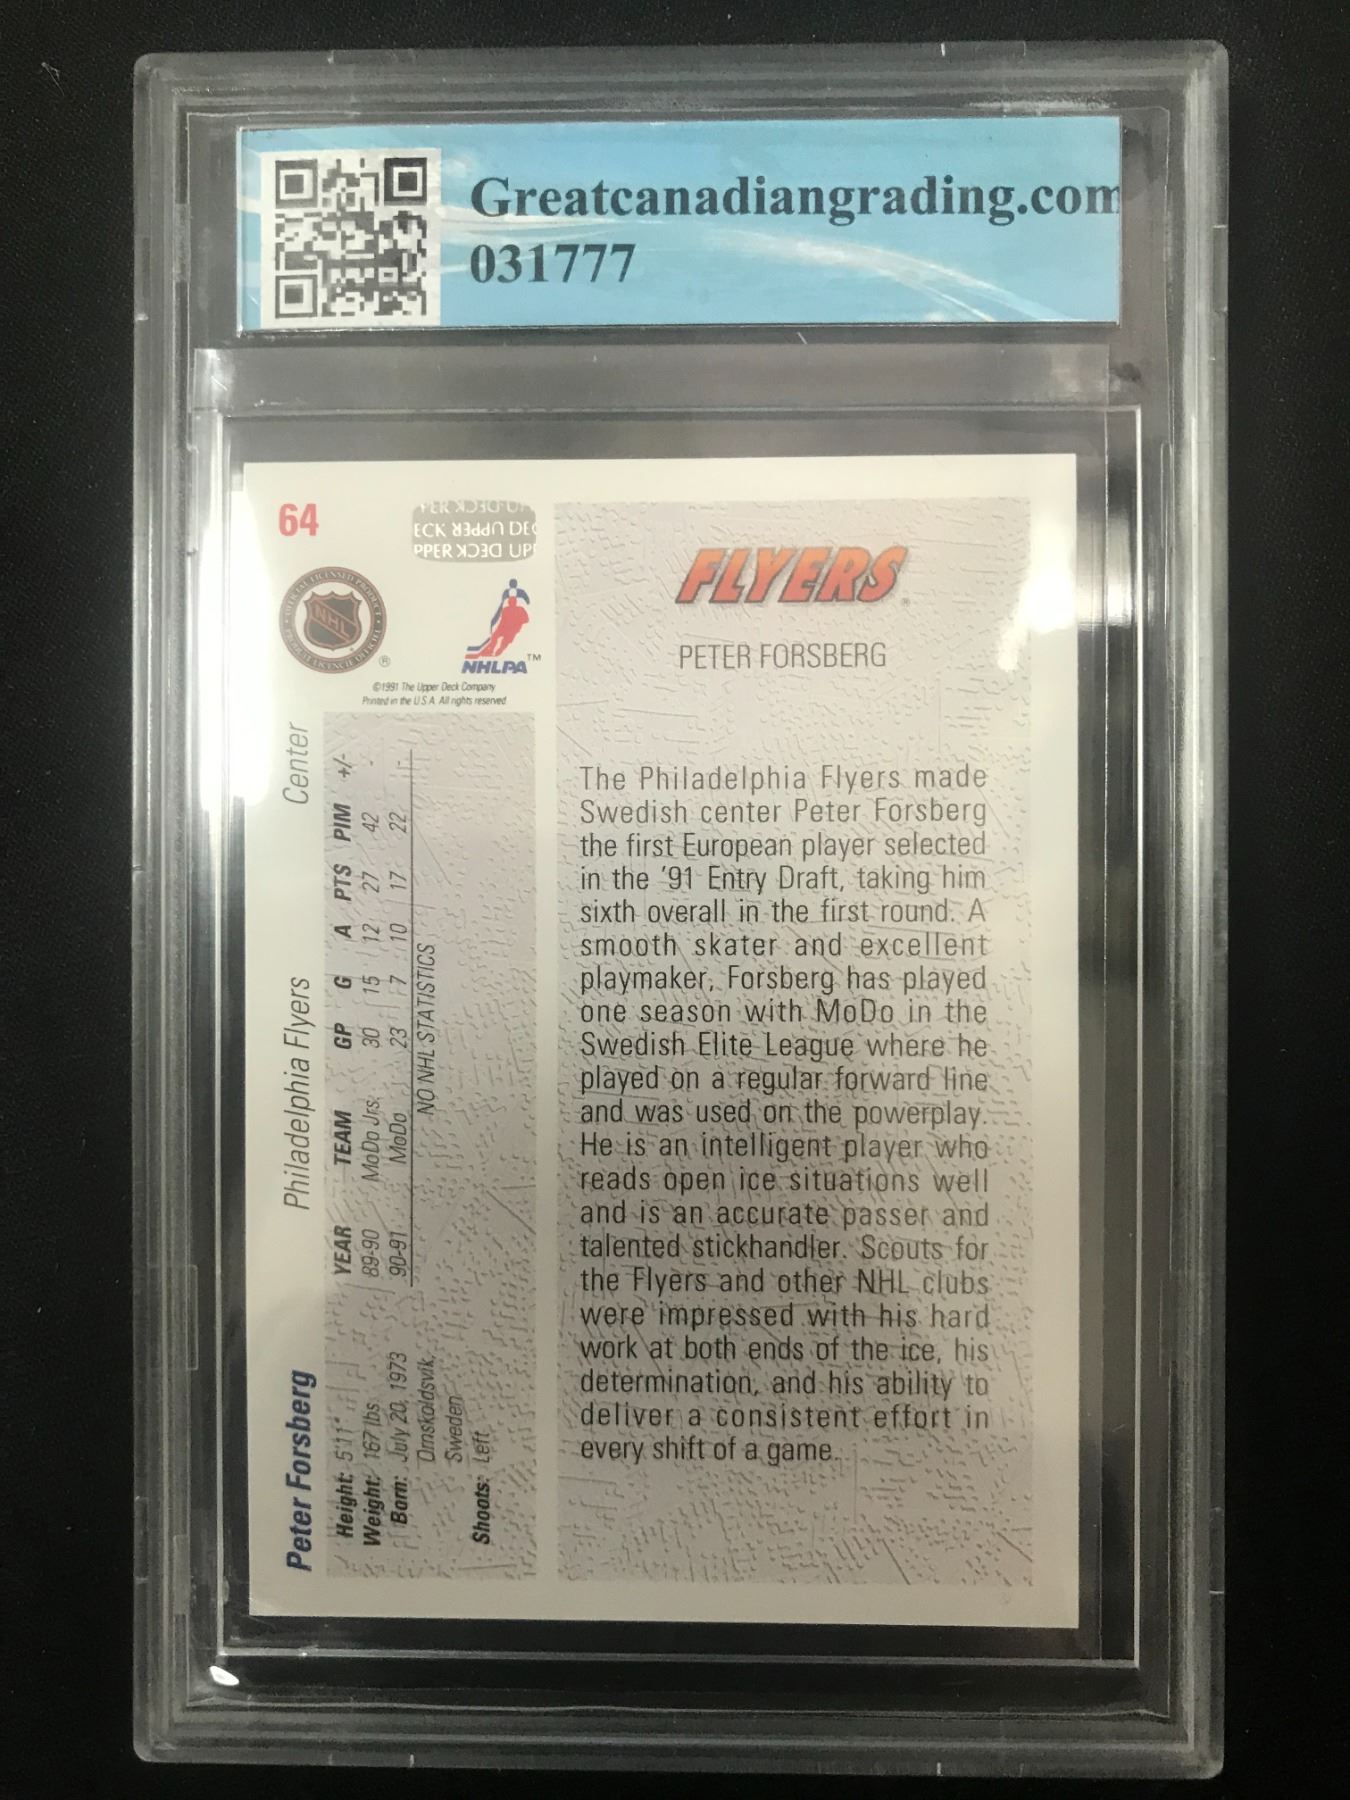 Greatcanadiangrading.com
031777
64
UPPER DECK
NHL
®
NHLPA™
©1991 The Upper Deck Company
Printed in the U.S.A. All rights reserved
FLYERS®
PETER FORSBERG
The Philadelphia Flyers made
Swedish center Peter Forsberg
the first European player selected
in the '91 Entry Draft, taking him
sixth overall in the first round. A
smooth skater and excellent
playmaker, Forsberg has played
one season with MoDo in the
Swedish Elite League where he
played on a regular forward line
and was used on the powerplay.
He is an intelligent player who
reads open ice situations well
and is an accurate passer and
talented stickhandler. Scouts for
the Flyers and other NHL clubs
were impressed with his hard
work at both ends of the ice, his
determination, and his ability to
deliver a consistent effort in
every shift of a game.
Peter Forsberg Philadelphia Flyers Center
Height: 5'11"
Weight: 167 lbs.
Born: July 20, 1973
Ornskoldsvik,
Sweden
Shoots: Left
YEAR TEAM GP G A PTS PIM +/-
89-90 MoDo Jrs. 30 15 12 27 42 -
90-91 MoDo 23 7 10 17 22 -
NO NHL STATISTICS